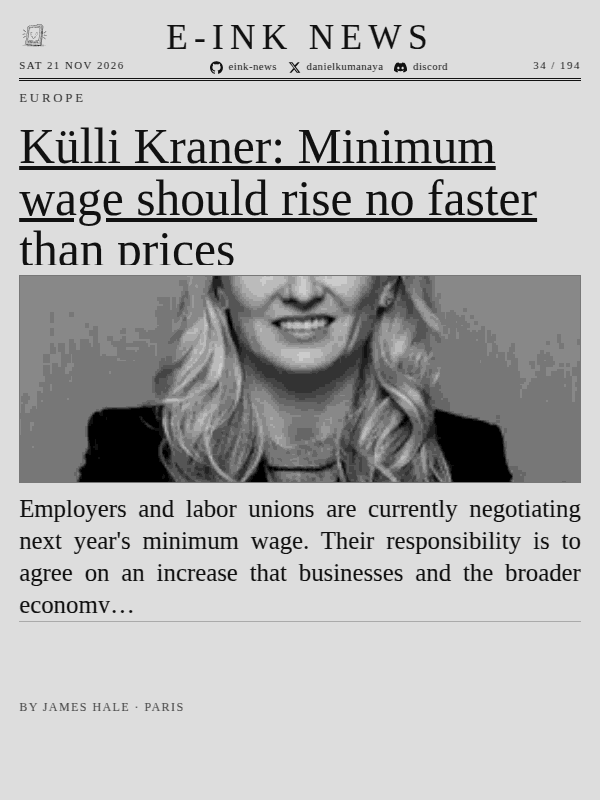 E-INK NEWS
SAT 21 NOV 2026
eink-news danielkumanaya discord
34 / 194
EUROPE
Külli Kraner: Minimum
wage should rise no faster
than prices
Employers and labor unions are currently negotiating
next year's minimum wage. Their responsibility is to
agree on an increase that businesses and the broader
economy…
BY JAMES HALE · PARIS